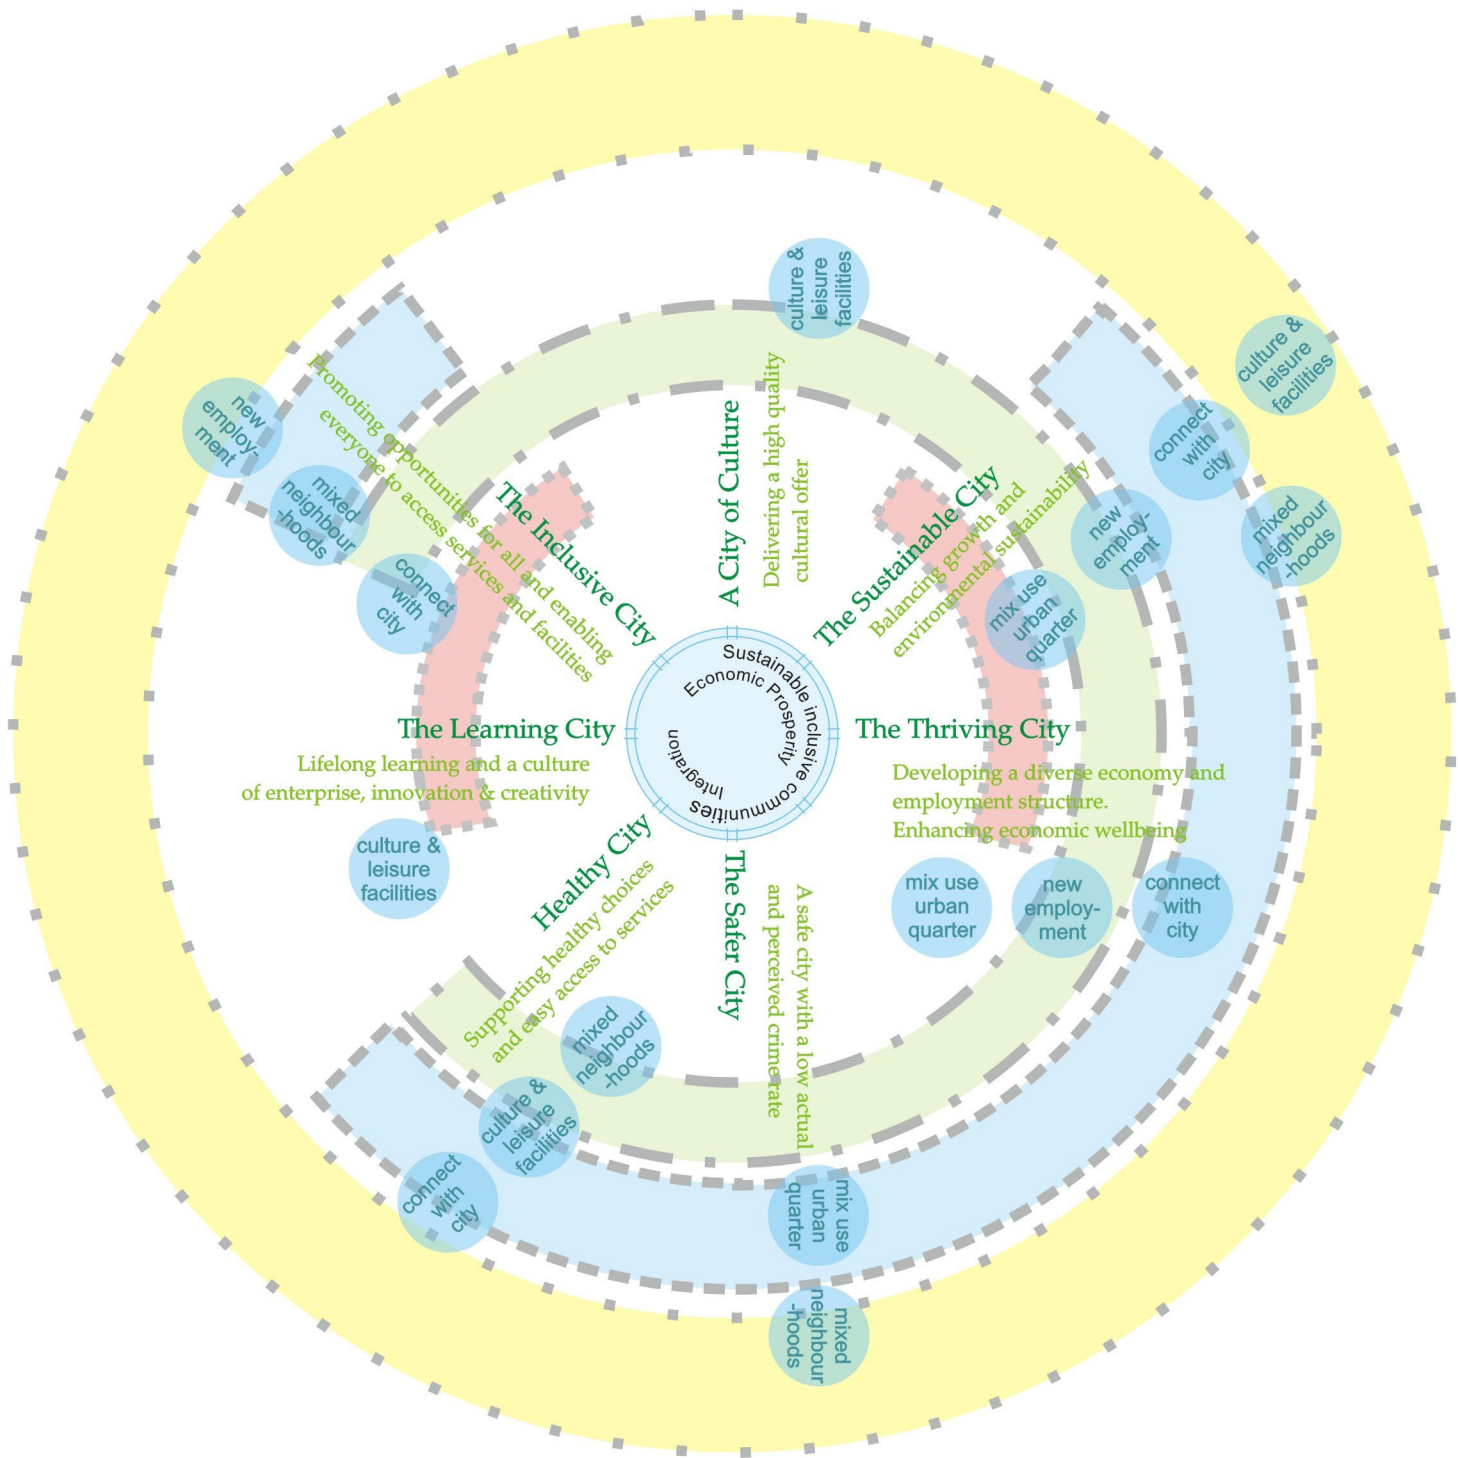 Sustainable inclusive communities
Economic Prosperity
Integration
A City of Culture
Delivering a high quality
cultural offer
culture &
leisure
facilities
The Sustainable City
Balancing growth and
environmental sustainability
mix use
urban
quarter
new
employ-
ment
connect
with
city
culture &
leisure
facilities
mixed
neighbour
-hoods
The Thriving City
Developing a diverse economy and
employment structure.
Enhancing economic wellbeing
mix use
urban
quarter
new
employ-
ment
connect
with
city
The Safer City
A safe city with a low actual
and perceived crime rate
mix use
urban
quarter
mixed
neighbour
-hoods
Healthy City
Supporting healthy choices
and easy access to services
mixed
neighbour
-hoods
culture &
leisure
facilities
connect
with
city
The Learning City
Lifelong learning and a culture
of enterprise, innovation & creativity
culture &
leisure
facilities
The Inclusive City
Promoting opportunities for all and enabling
everyone to access services and facilities
connect
with
city
mixed
neighbour
-hoods
new
employ-
ment